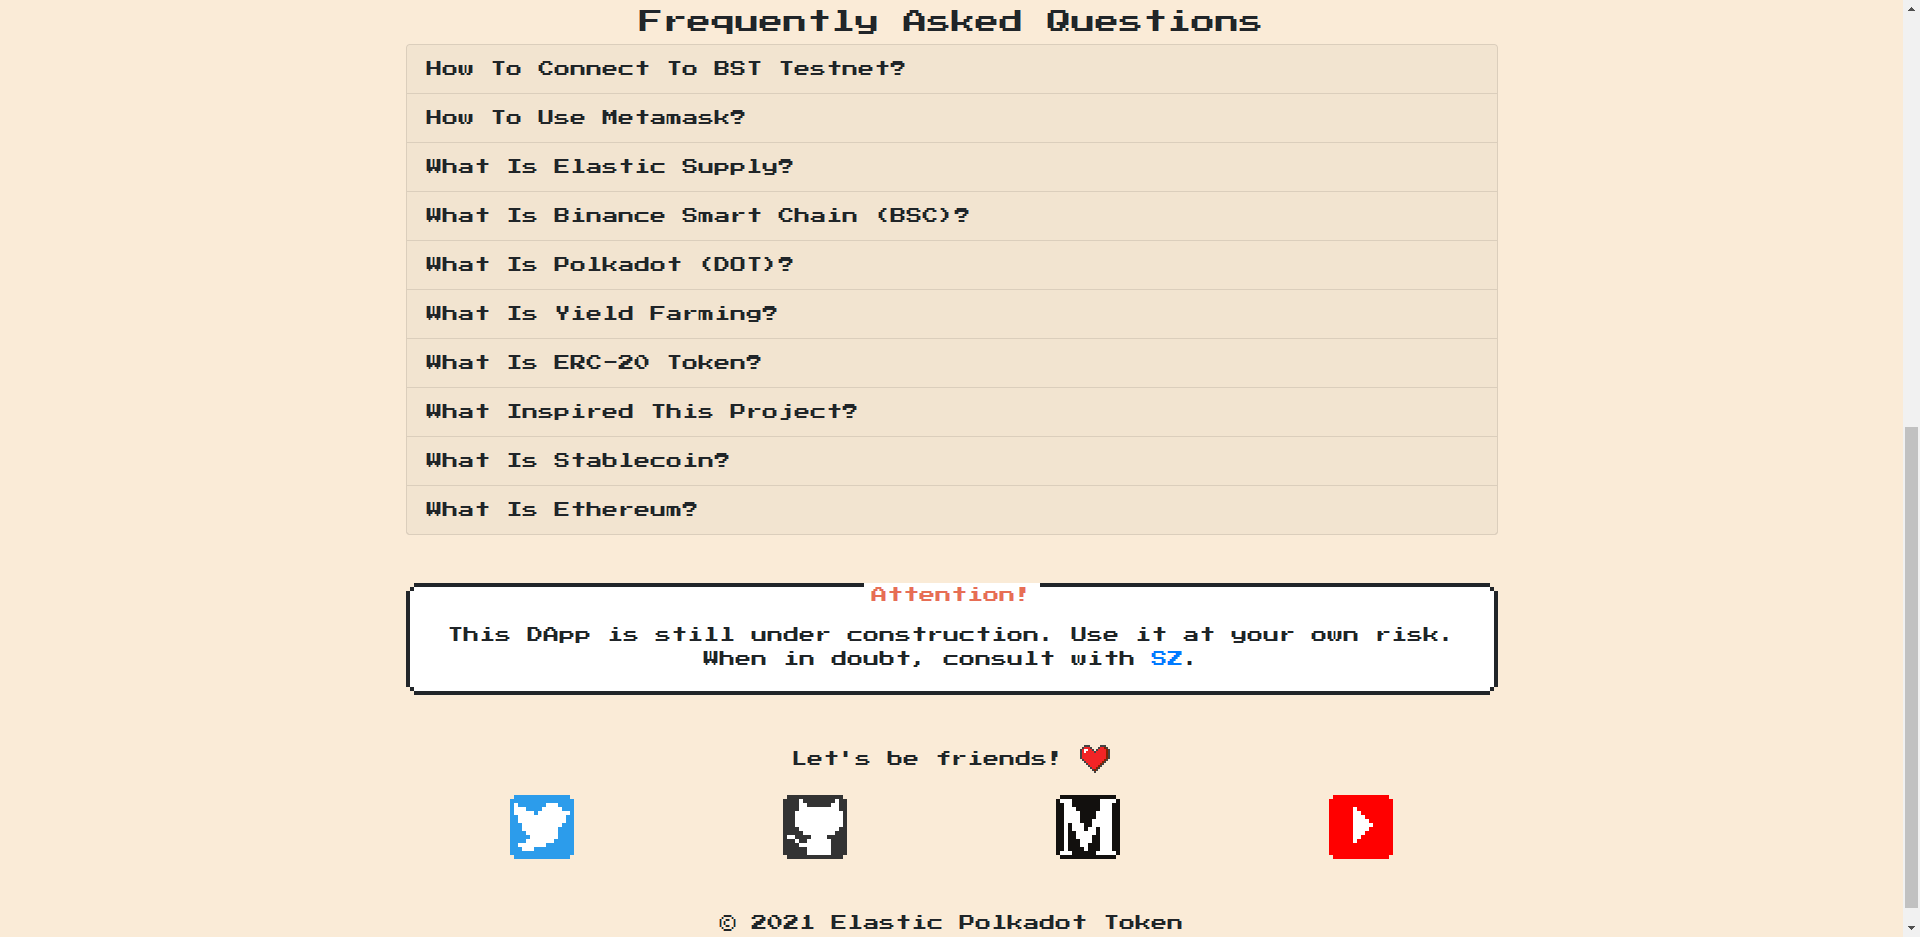 Frequently Asked Questions
How To Connect To BST Testnet?
How To Use Metamask?
What Is Elastic Supply?
What Is Binance Smart Chain (BSC)?
What Is Polkadot (DOT)?
What Is Yield Farming?
What Is ERC-20 Token?
What Inspired This Project?
What Is Stablecoin?
What Is Ethereum?
Attention!
This DApp is still under construction. Use it at your own risk.
When in doubt, consult with SZ.
Let's be friends!
M
© 2021 Elastic Polkadot Token